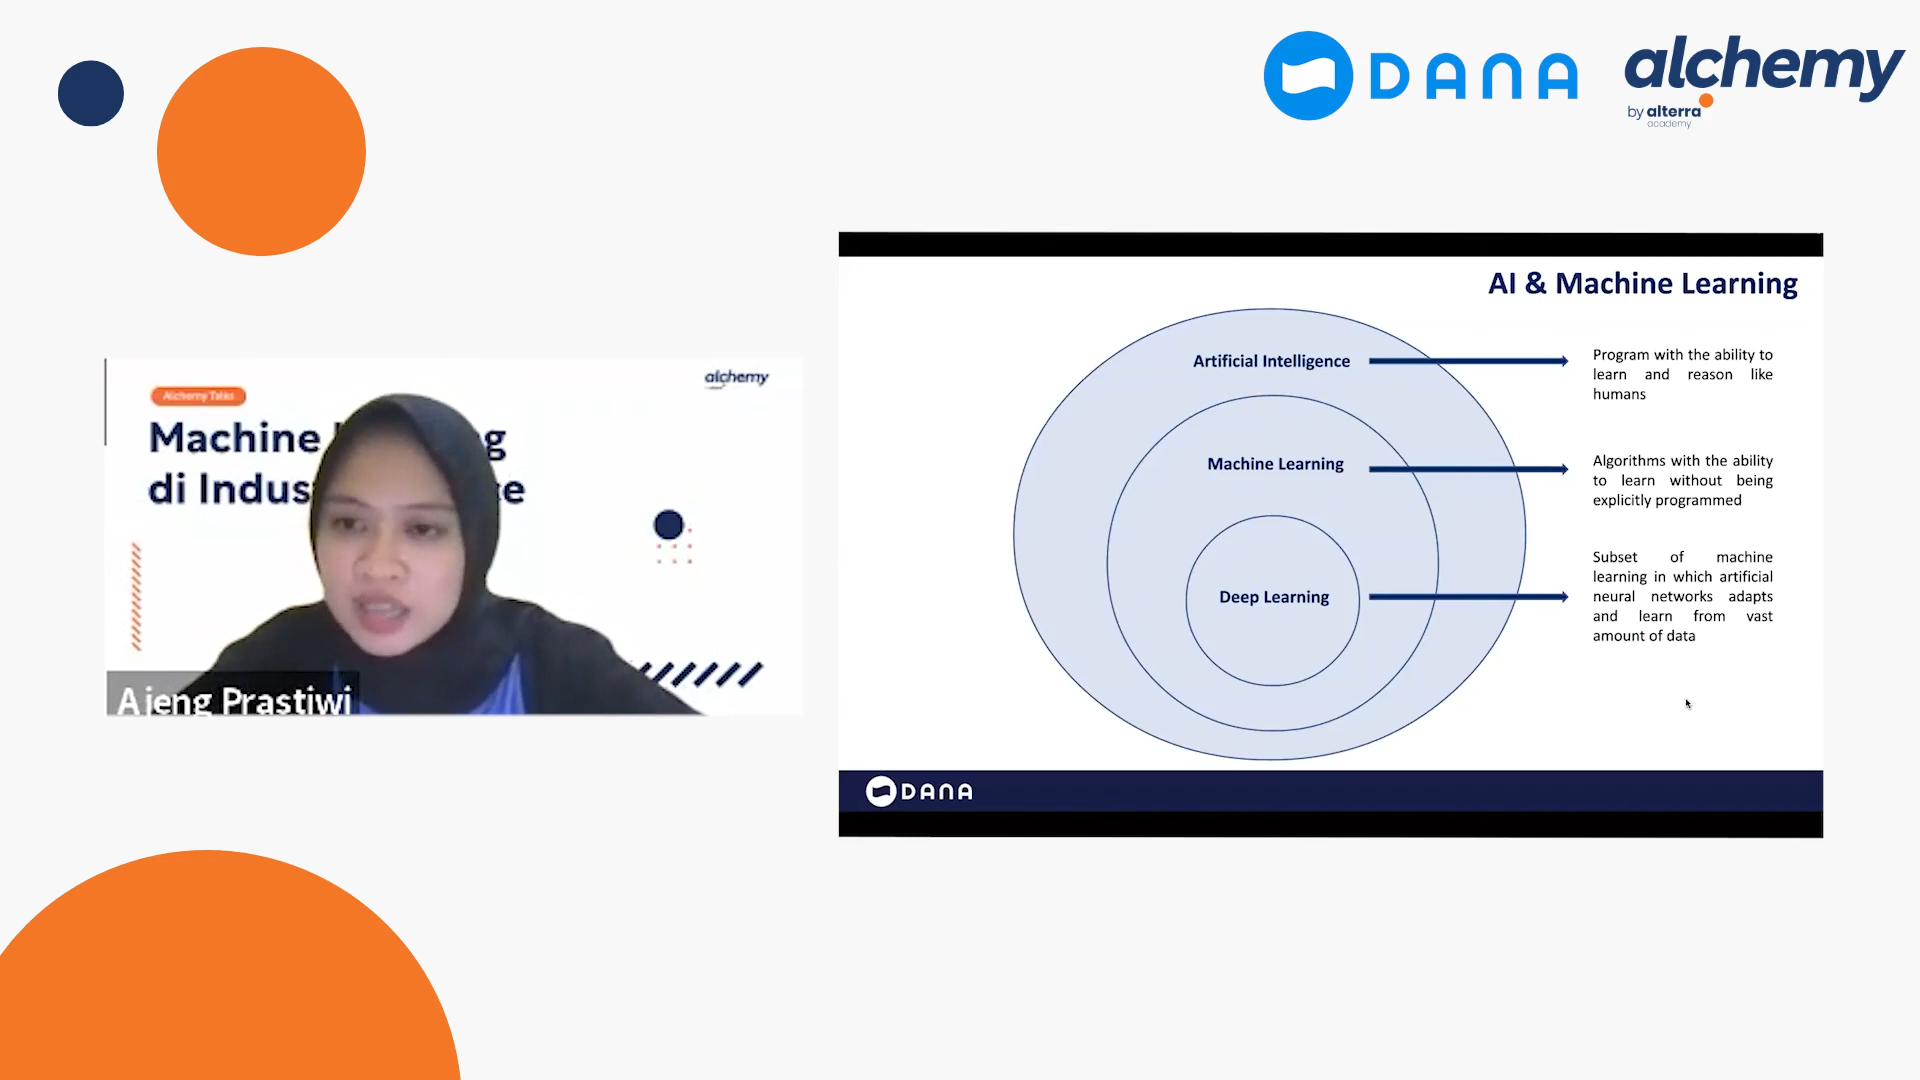 DANA
alchemy
by alterra
academy
alchemy
Alchemy Talks
Machine
di Indus
Ajeng Prastiwi
AI & Machine Learning
Artificial Intelligence
Program with the ability to
learn and reason like
humans
Machine Learning
Algorithms with the ability
to learn without being
explicitly programmed
Deep Learning
Subset of machine
learning in which artificial
neural networks adapts
and learn from vast
amount of data
DANA